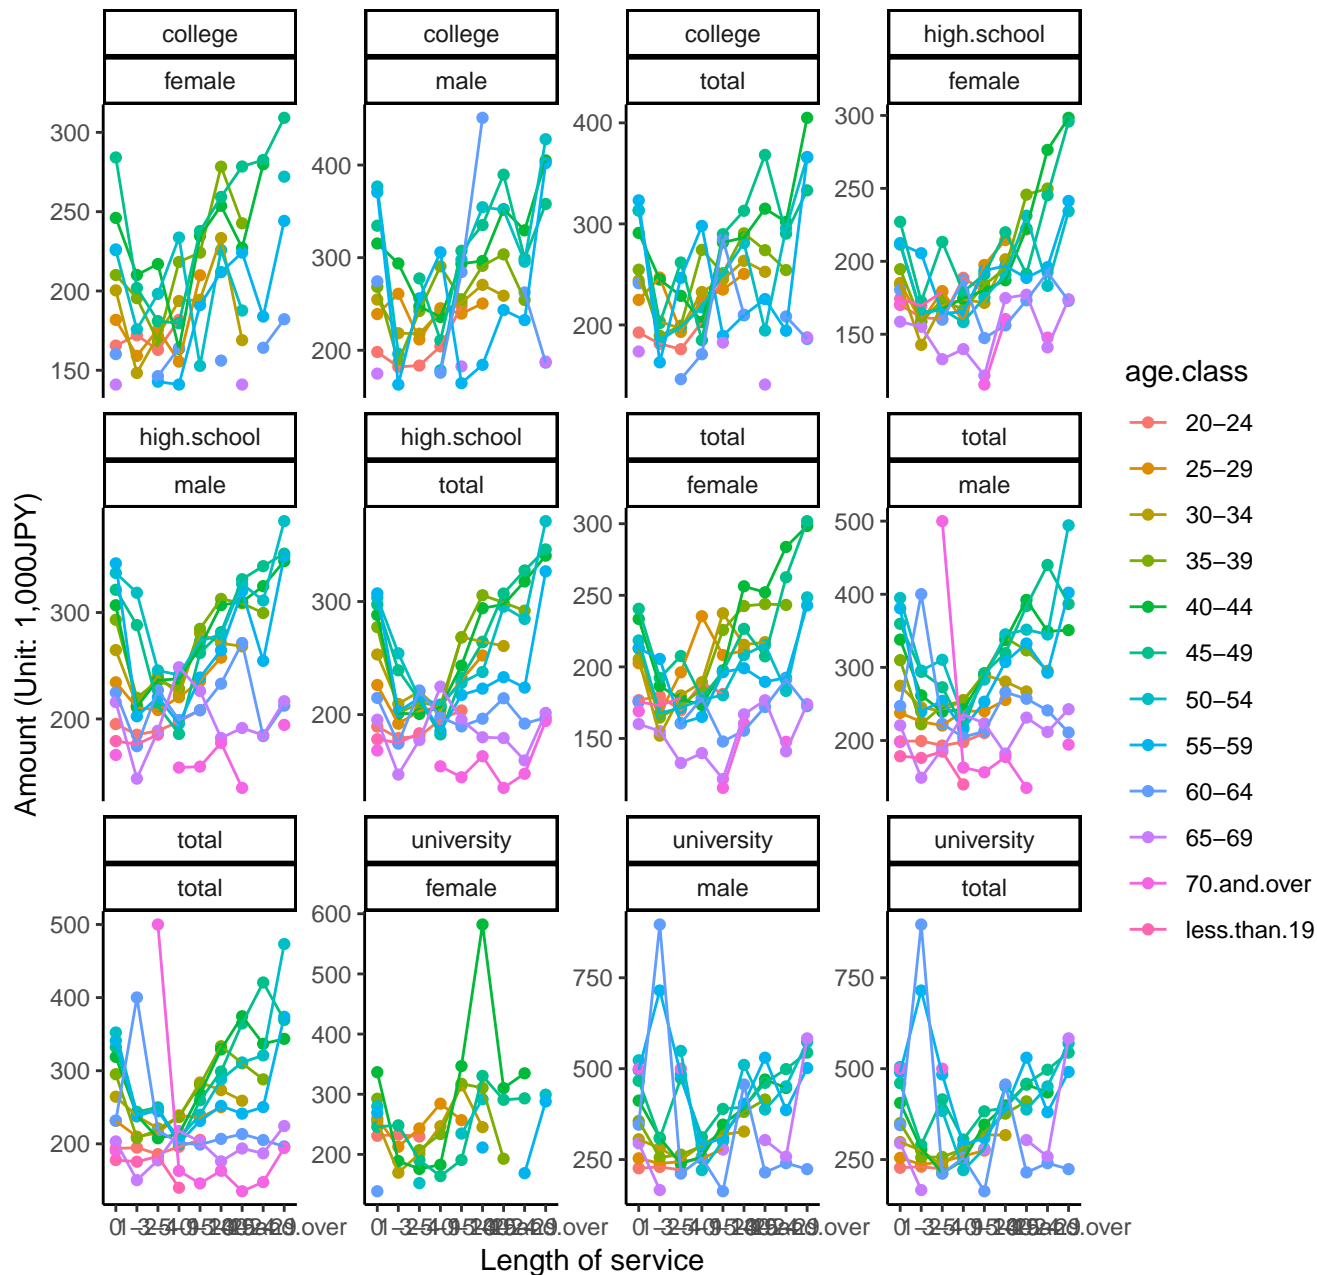 college
college
college
high.school
female
male
total
female
300
250
200
150
400
300
200
400
300
200
300
250
200
150
high.school
high.school
total
total
male
total
female
male
300
200
300
200
300
250
200
150
500
400
300
200
total
university
university
university
total
female
male
total
500
400
300
200
600
500
400
300
200
750
500
250
750
500
250
Length of service
Amount (Unit: 1,000JPY)
age.class
20−24
25−29
30−34
35−39
40−44
45−49
50−54
55−59
60−64
65−69
70.and.over
less.than.19